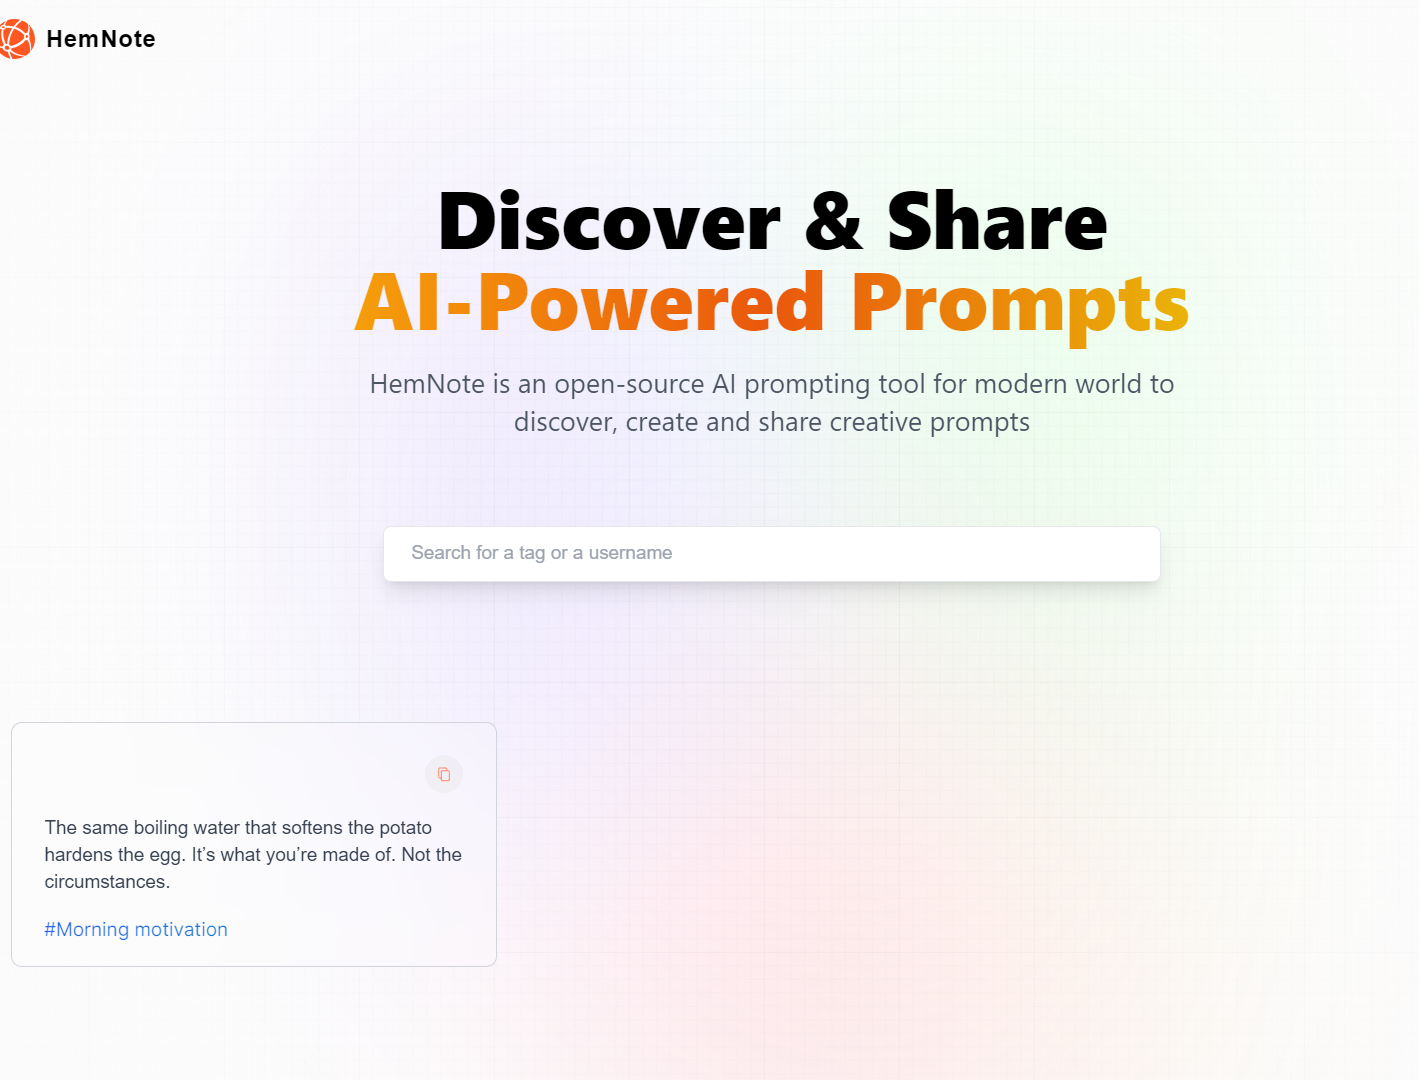 HemNote
Discover & Share
AI-Powered Prompts
HemNote is an open-source AI prompting tool for modern world to
discover, create and share creative prompts
Search for a tag or a username
The same boiling water that softens the potato
hardens the egg. It’s what you’re made of. Not the
circumstances.
#Morning motivation